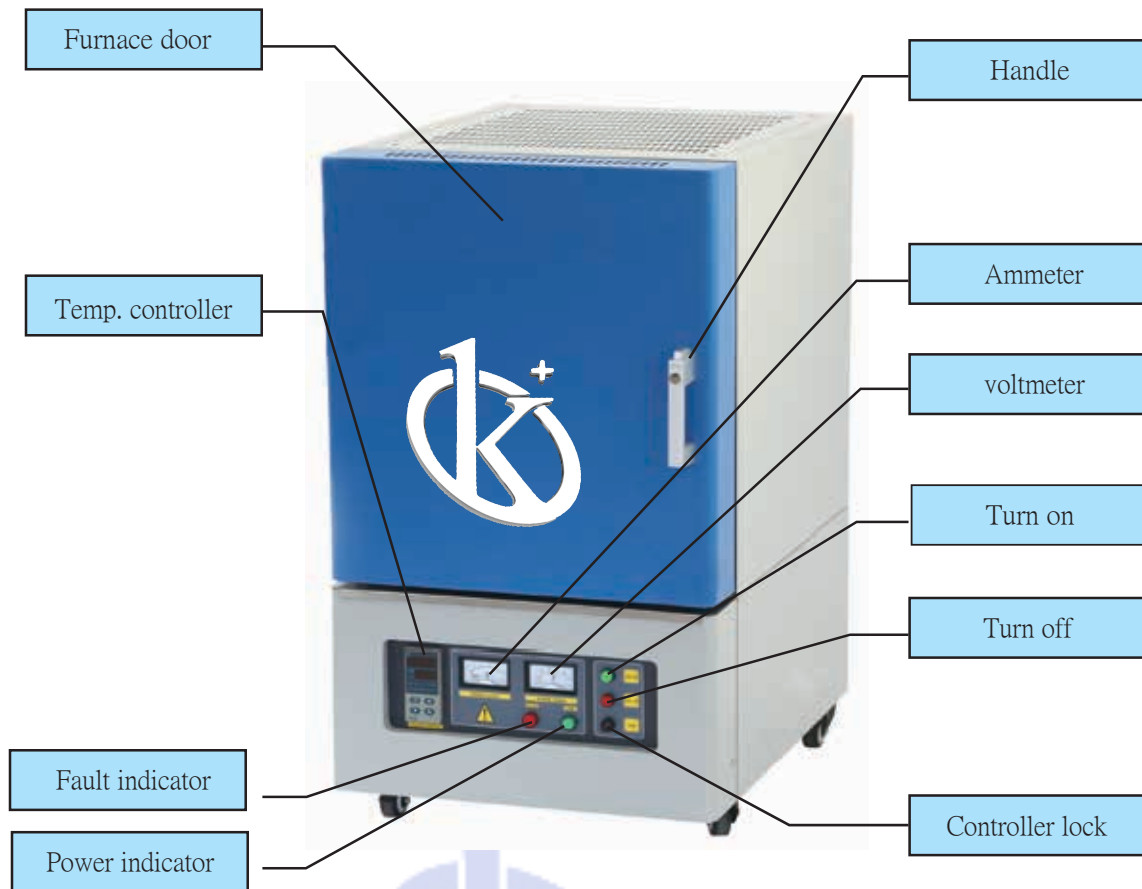 Furnace door
Handle
Ammeter
Temp. controller
voltmeter
Turn on
Turn off
Fault indicator
Controller lock
Power indicator
k+